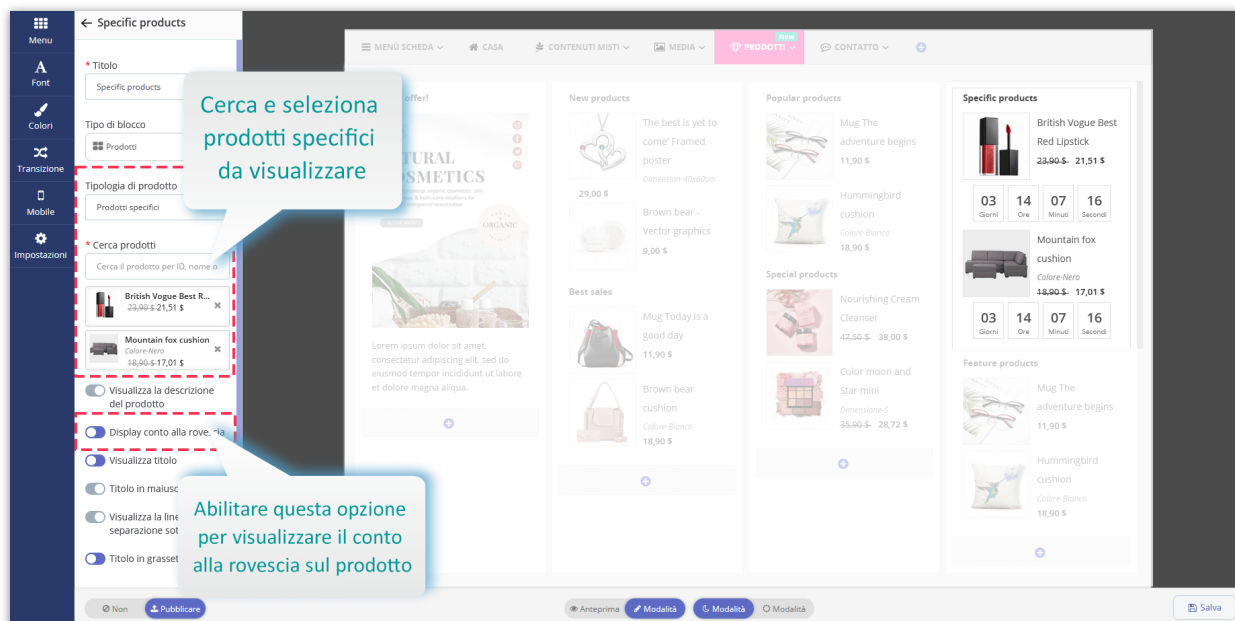 Menu
Font
Colori
Transizione
Mobile
Impostazioni
← Specific products
* Titolo
Specific products
Tipo di blocco
Prodotti
Tipologia di prodotto
Prodotti specifici
* Cerca prodotti
Cerca il prodotto per ID, nome o
British Vogue Best R...
23,90 $ 21,51 $
Mountain fox cushion
Colore-Nero
18,90 $ 17,01 $
Visualizza la descrizione
del prodotto
Display conto alla rovescia
Visualizza titolo
Titolo in maiusc
Visualizza la line
separazione sot
Titolo in grasset
Cerca e seleziona
prodotti specifici
da visualizzare
Abilitare questa opzione
per visualizzare il conto
alla rovescia sul prodotto
MENÙ SCHEDA
CASA
CONTENUTI MISTI
MEDIA
PRODOTTI
New
CONTATTO
offer!
TURAL
SMETICS
ORGANIC
Lorem ipsum dolor sit amet,
consectetur adipiscing elit, sed do
eiusmod tempor incididunt ut labore
et dolore magna aliqua.
New products
The best is yet to
come' Framed
poster
Dimension-40x60cm
29,00 $
Brown bear -
Vector graphics
9,00 $
Best sales
Mug Today is a
good day
11,90 $
Brown bear
cushion
Colore-Bianco
18,90 $
Popular products
Mug The
adventure begins
11,90 $
Hummingbird
cushion
Colore-Bianco
18,90 $
Special products
Nourishing Cream
Cleanser
47,50 $ 38,00 $
Color moon and
Star mini
Dimensione-S
35,90 $ 28,72 $
Specific products
British Vogue Best
Red Lipstick
23,90 $ 21,51 $
03 14 07 16
Giorni Ore Minuti Secondi
Mountain fox
cushion
Colore-Nero
18,90 $ 17,01 $
03 14 07 16
Giorni Ore Minuti Secondi
Feature products
Mug The
adventure begins
11,90 $
Hummingbird
cushion
Colore-Bianco
18,90 $
Non
Pubblicare
Anteprima
Modalità
Modalità
Modalità
Salva